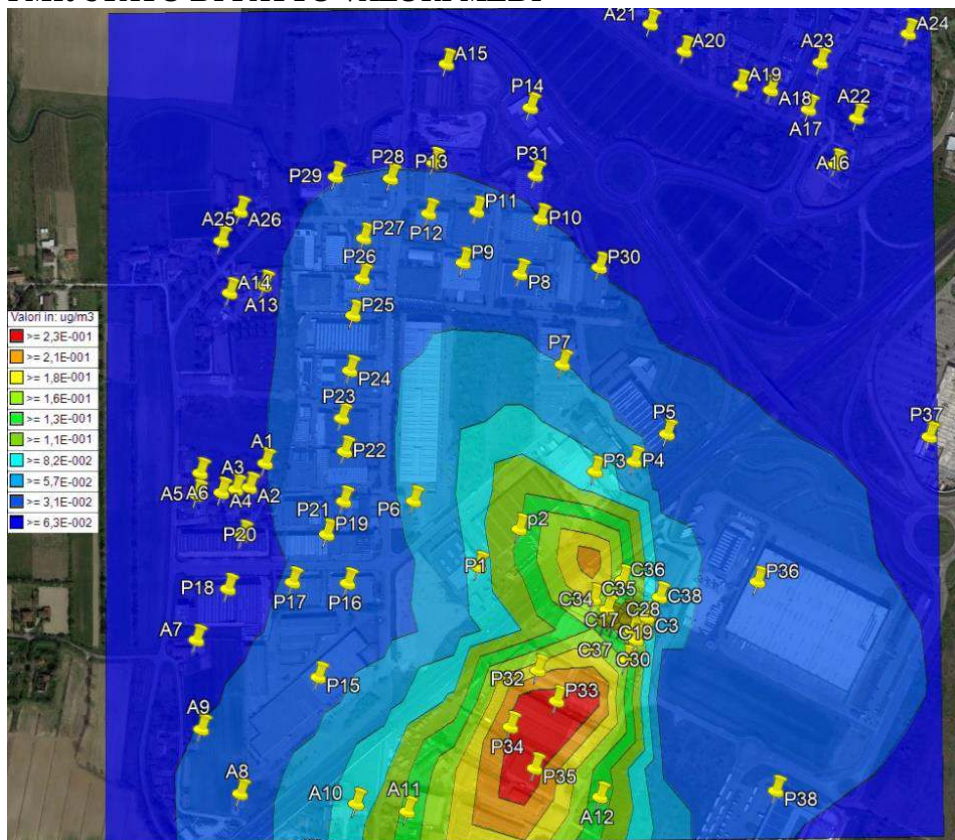 A21
A24
A20
A23
A15
A19
A18
P14
A17
A22
A16
P28
P13
P31
P29
P11
P10
A25
A26
P27
P12
P26
P9
P8
P30
A14
A13
Valori in: ug/m3
>= 2,3E-001
>= 2,1E-001
>= 1,8E-001
>= 1,6E-001
>= 1,3E-001
>= 1,1E-001
>= 8,2E-002
>= 5,7E-002
>= 3,1E-002
>= 6,3E-002
P25
P7
P24
P23
P5
P37
P22
A1
P3
P4
A3
A5
A6
A4
A2
P21
P6
P19
p2
P20
P1
C36
P36
P18
P17
P16
C35
C34
C38
C28
C17
C3
C19
A7
C37
C30
P15
P32
P33
A9
P34
P35
A8
A10
A11
A12
P38